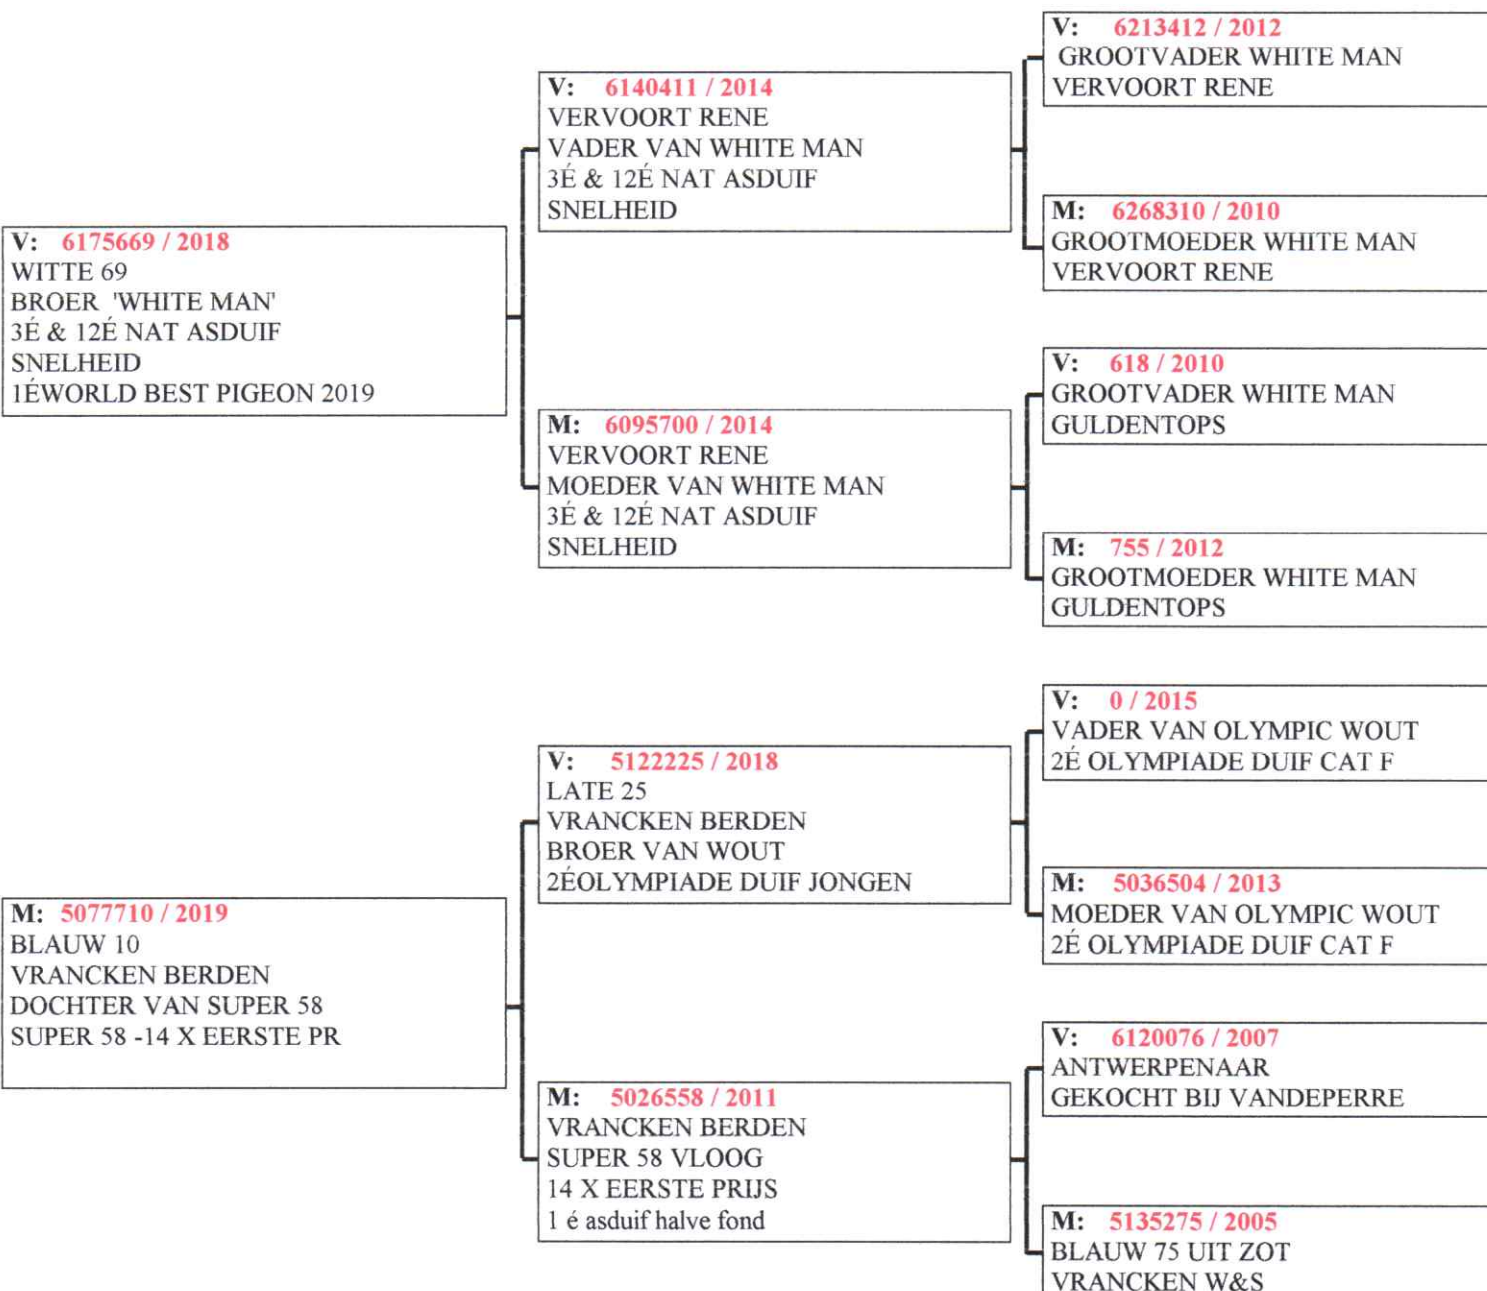 V: 6175669 / 2018
WITTE 69
BROER 'WHITE MAN'
3É & 12É NAT ASDUIF
SNELHEID
1ÉWORLD BEST PIGEON 2019
M: 5077710 / 2019
BLAUW 10
VRANCKEN BERDEN
DOCHTER VAN SUPER 58
SUPER 58 -14 X EERSTE PR
V: 6140411 / 2014
VERVOORT RENE
VADER VAN WHITE MAN
3É & 12É NAT ASDUIF
SNELHEID
M: 6095700 / 2014
VERVOORT RENE
MOEDER VAN WHITE MAN
3É & 12É NAT ASDUIF
SNELHEID
V: 5122225 / 2018
LATE 25
VRANCKEN BERDEN
BROER VAN WOUT
2ÉOLYMPIADE DUIF JONGEN
M: 5026558 / 2011
VRANCKEN BERDEN
SUPER 58 VLOOG
14 X EERSTE PRIJS
1 é asduif halve fond
V: 6213412 / 2012
GROOTVADER WHITE MAN
VERVOORT RENE
M: 6268310 / 2010
GROOTMOEDER WHITE MAN
VERVOORT RENE
V: 618 / 2010
GROOTVADER WHITE MAN
GULDENTOPS
M: 755 / 2012
GROOTMOEDER WHITE MAN
GULDENTOPS
V: 0 / 2015
VADER VAN OLYMPIC WOUT
2É OLYMPIADE DUIF CAT F
M: 5036504 / 2013
MOEDER VAN OLYMPIC WOUT
2É OLYMPIADE DUIF CAT F
V: 6120076 / 2007
ANTWERPENAAR
GEKOCHT BIJ VANDEPERRE
M: 5135275 / 2005
BLAUW 75 UIT ZOT
VRANCKEN W&S